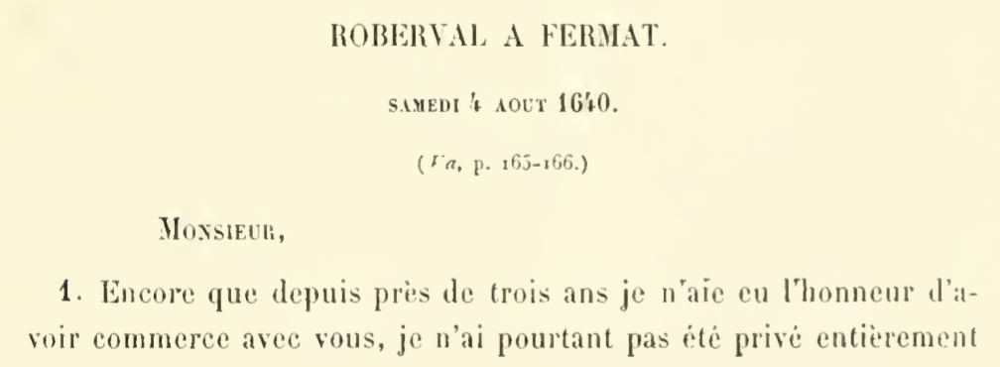 ROBERVAL A FERMAT.
SAMEDI 4 AOUT 1640.
(Va, p. 165-166.)
MONSIEUR,
1. Encore que depuis près de trois ans je n'aie eu l'honneur d'a-
voir commerce avec vous, je n'ai pourtant pas été privé entièrement